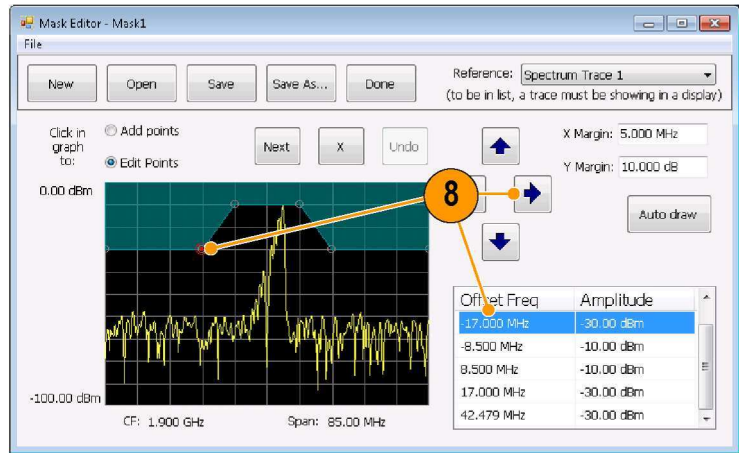 Mask Editor - Mask1
File
New Open Save Save As... Done
Reference: Spectrum Trace 1
(to be in list, a trace must be showing in a display)
Click in graph to:
Add points
Edit Points
Next X Undo
X Margin: 5.000 MHz
Y Margin: 10.000 dB
Auto draw
8
0.00 dBm
-100.00 dBm
CF: 1.900 GHz Span: 85.00 MHz
Offset Freq Amplitude
-17.000 MHz -30.00 dBm
-8.500 MHz -10.00 dBm
8.500 MHz -10.00 dBm
17.000 MHz -30.00 dBm
42.479 MHz -30.00 dBm